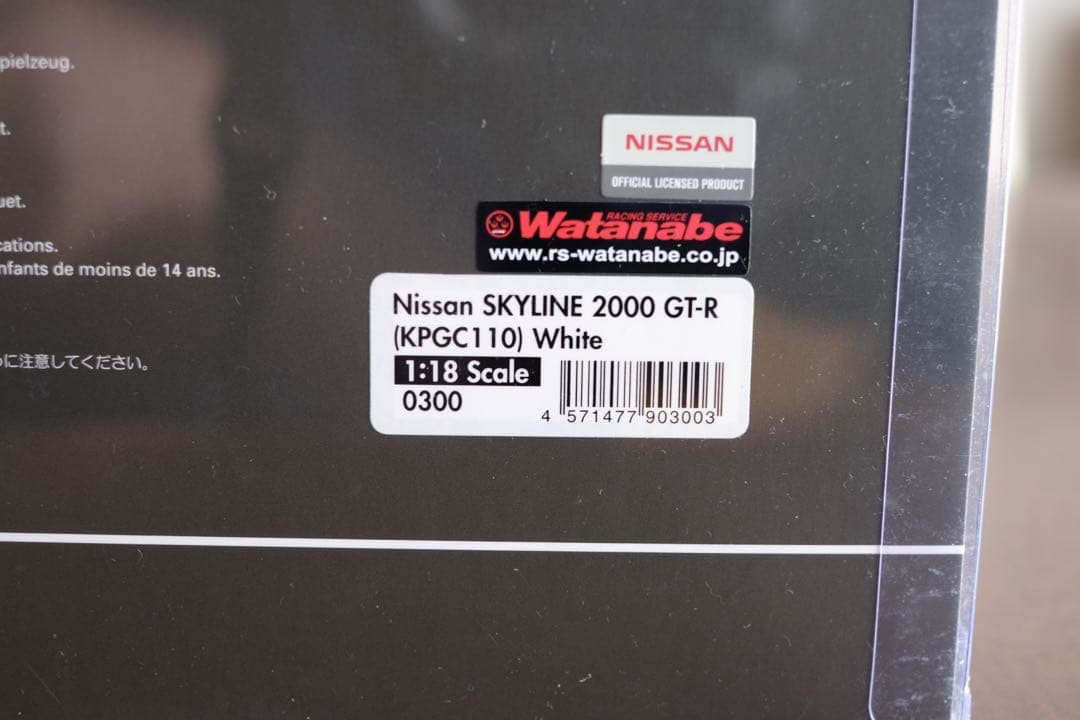 pielzeug.
t.
uet.
cations.
nfants de moins de 14 ans.
に注意してください。
NISSAN
OFFICIAL LICENSED PRODUCT
RACING SERVICE
Watanabe
www.rs-watanabe.co.jp
Nissan SKYLINE 2000 GT-R
(KPGC110) White
1:18 Scale
0300
4 571477 903003